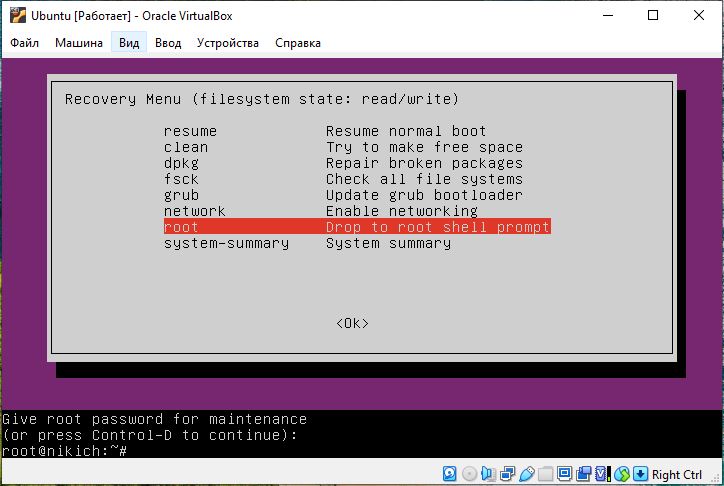 Ubuntu [Работает] - Oracle VirtualBox
Файл Машина Вид Ввод Устройства Справка
Recovery Menu (filesystem state: read/write)
resume Resume normal boot
clean Try to make free space
dpkg Repair broken packages
fsck Check all file systems
grub Update grub bootloader
network Enable networking
root Drop to root shell prompt
system-summary System summary
<Ok>
Give root password for maintenance
(or press Control-D to continue):
root@nikich:~#
Right Ctrl